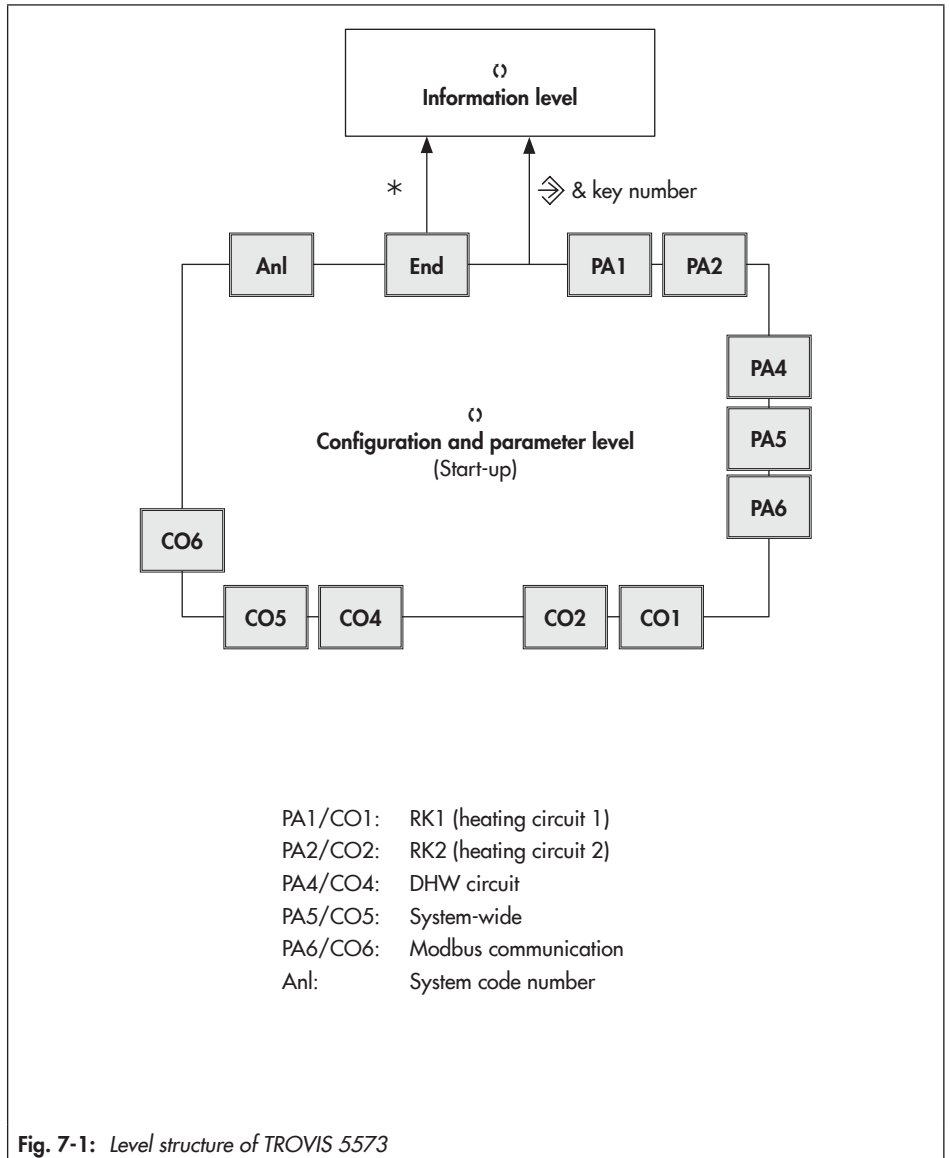 Information level
*
& key number
Anl
End
PA1
PA2
PA4
PA5
PA6
Configuration and parameter level
(Start-up)
CO6
CO5
CO4
CO2
CO1
PA1/CO1: RK1 (heating circuit 1)
PA2/CO2: RK2 (heating circuit 2)
PA4/CO4: DHW circuit
PA5/CO5: System-wide
PA6/CO6: Modbus communication
Anl: System code number
Fig. 7-1: Level structure of TROVIS 5573